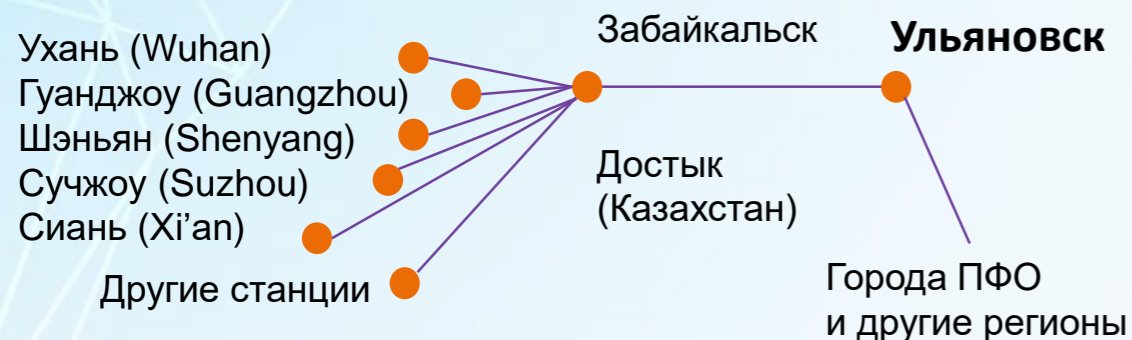 Ухань (Wuhan)
Гуанджоу (Guangzhou)
Шэньян (Shenyang)
Сучжоу (Suzhou)
Сиань (Xi’an)
Другие станции
Забайкальск
Достык
(Казахстан)
Ульяновск
Города ПФО
и другие регионы